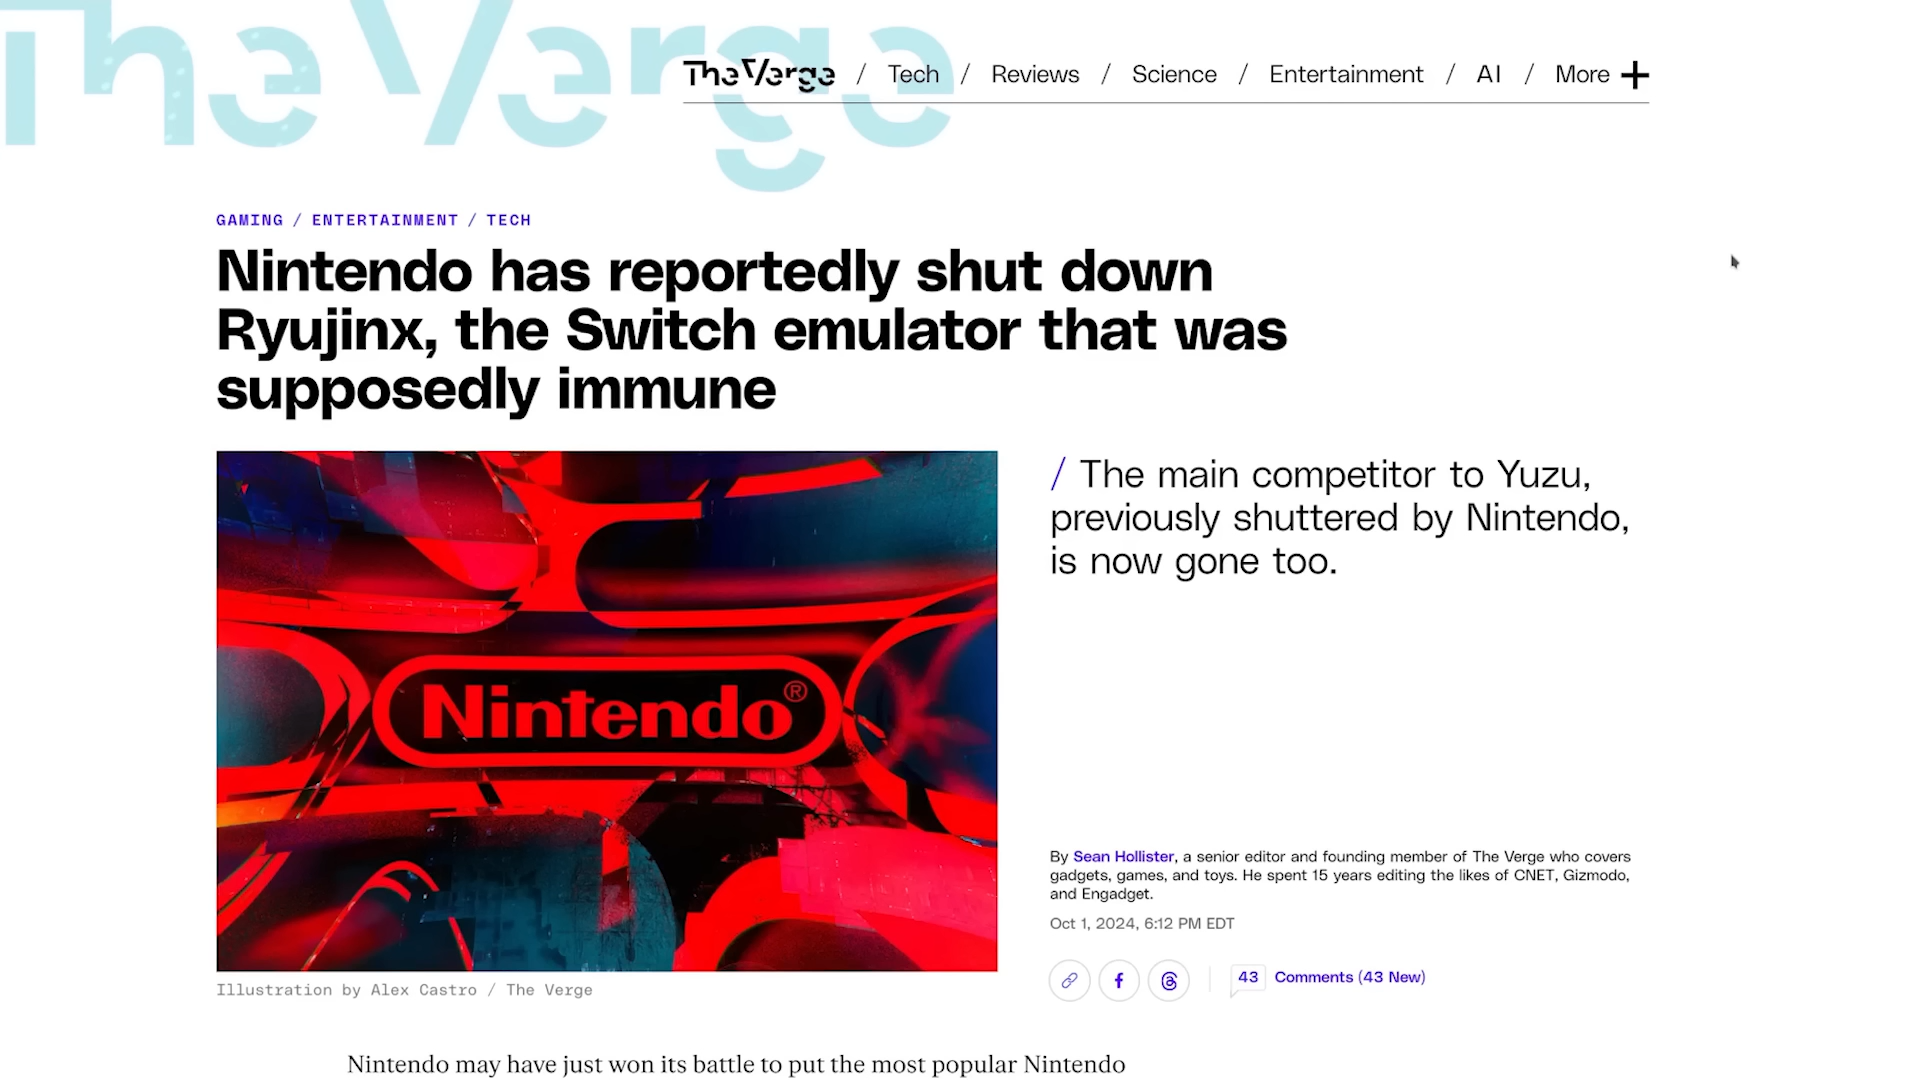 The Verge
The Verge / Tech / Reviews / Science / Entertainment / AI / More +
GAMING / ENTERTAINMENT / TECH
Nintendo has reportedly shut down
Ryujinx, the Switch emulator that was
supposedly immune
/ The main competitor to Yuzu,
previously shuttered by Nintendo,
is now gone too.
Nintendo®
By Sean Hollister, a senior editor and founding member of The Verge who covers
gadgets, games, and toys. He spent 15 years editing the likes of CNET, Gizmodo,
and Engadget.
Oct 1, 2024, 6:12 PM EDT
43 Comments (43 New)
Illustration by Alex Castro / The Verge
Nintendo may have just won its battle to put the most popular Nintendo